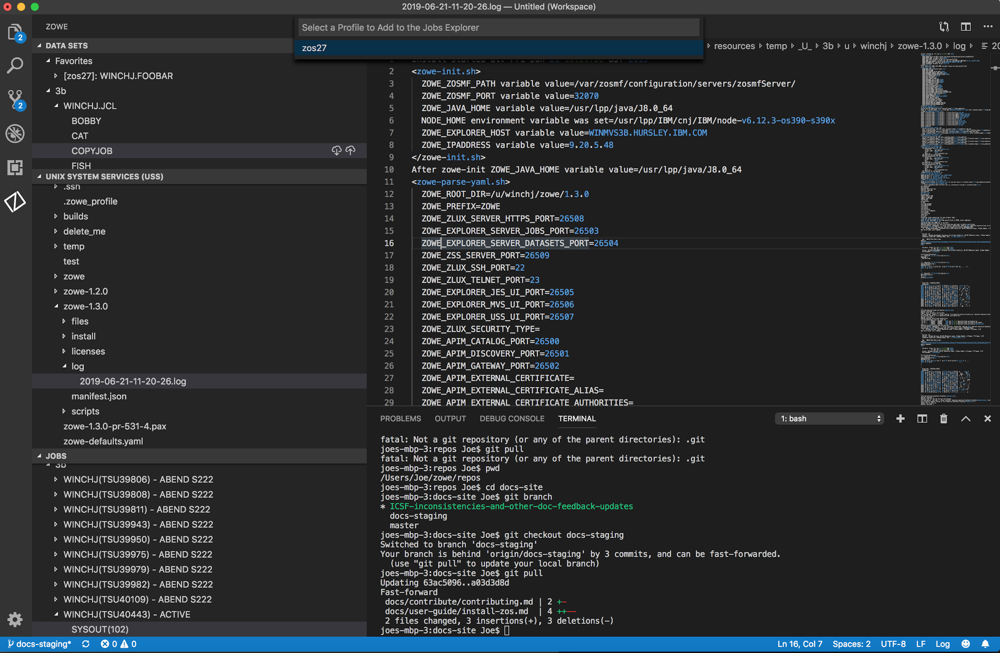 2019-06-21-11-20-26.log — Untitled (Workspace)
2
2
ZOWE
DATA SETS
Favorites
[zos27]: WINCHJ.FOOBAR
3b
WINCHJ.JCL
BOBBY
CAT
COPYJOB
FISH
UNIX SYSTEM SERVICES (USS)
.ssh
.zowe_profile
builds
delete_me
temp
test
zowe
zowe-1.2.0
zowe-1.3.0
files
install
licenses
log
2019-06-21-11-20-26.log
manifest.json
scripts
zowe-1.3.0-pr-531-4.pax
zowe-defaults.yaml
JOBS
3b
WINCHJ(TSU39806) - ABEND S222
WINCHJ(TSU39808) - ABEND S222
WINCHJ(TSU39811) - ABEND S222
WINCHJ(TSU39943) - ABEND S222
WINCHJ(TSU39950) - ABEND S222
WINCHJ(TSU39975) - ABEND S222
WINCHJ(TSU39979) - ABEND S222
WINCHJ(TSU39982) - ABEND S222
WINCHJ(TSU40109) - ABEND S222
WINCHJ(TSU40443) - ACTIVE
SYSOUT(102)
Select a Profile to Add to the Jobs Explorer
zos27
resources temp _U_ 3b u winchj zowe-1.3.0 log
1 Install started at: Fri Jun 21 11:20:26 BST 2019
2 <zowe-init.sh>
3 ZOWE_ZOSMF_PATH variable value=/var/zosmf/configuration/servers/zosmfServer/
4 ZOWE_ZOSMF_PORT variable value=32070
5 ZOWE_JAVA_HOME variable value=/usr/lpp/java/J8.0_64
6 NODE_HOME environment variable was set=/usr/lpp/IBM/cnj/IBM/node-v6.12.3-os390-s390x
7 ZOWE_EXPLORER_HOST variable value=WINMVS3B.HURSLEY.IBM.COM
8 ZOWE_IPADDRESS variable value=9.20.5.48
9 </zowe-init.sh>
10 After zowe-init ZOWE_JAVA_HOME variable value=/usr/lpp/java/J8.0_64
11 <zowe-parse-yaml.sh>
12 ZOWE_ROOT_DIR=/u/winchj/zowe/1.3.0
13 ZOWE_PREFIX=ZOWE
14 ZOWE_ZLUX_SERVER_HTTPS_PORT=26508
15 ZOWE_EXPLORER_SERVER_JOBS_PORT=26503
16 ZOWE_EXPLORER_SERVER_DATASETS_PORT=26504
17 ZOWE_ZSS_SERVER_PORT=26509
18 ZOWE_ZLUX_SSH_PORT=22
19 ZOWE_ZLUX_TELNET_PORT=23
20 ZOWE_EXPLORER_JES_UI_PORT=26505
21 ZOWE_EXPLORER_MVS_UI_PORT=26506
22 ZOWE_EXPLORER_USS_UI_PORT=26507
23 ZOWE_ZLUX_SECURITY_TYPE=
24 ZOWE_APIM_CATALOG_PORT=26500
25 ZOWE_APIM_DISCOVERY_PORT=26501
26 ZOWE_APIM_GATEWAY_PORT=26502
27 ZOWE_APIM_EXTERNAL_CERTIFICATE=
28 ZOWE_APIM_EXTERNAL_CERTIFICATE_ALIAS=
29 ZOWE_APIM_EXTERNAL_CERTIFICATE_AUTHORITIES=
PROBLEMS OUTPUT DEBUG CONSOLE TERMINAL 1: bash
fatal: Not a git repository (or any of the parent directories): .git
joes-mbp-3:repos Joe$ git pull
fatal: Not a git repository (or any of the parent directories): .git
joes-mbp-3:repos Joe$ pwd
/Users/Joe/zowe/repos
joes-mbp-3:repos Joe$ cd docs-site
joes-mbp-3:docs-site Joe$ git branch
* ICSF-inconsistencies-and-other-doc-feedback-updates
docs-staging
master
joes-mbp-3:docs-site Joe$ git checkout docs-staging
Switched to branch 'docs-staging'
Your branch is behind 'origin/docs-staging' by 3 commits, and can be fast-forwarded.
(use "git pull" to update your local branch)
joes-mbp-3:docs-site Joe$ git pull
Updating 63ac5096..a03d3d8d
Fast-forward
docs/contribute/contributing.md | 2 +-
docs/user-guide/install-zos.md | 4 ++--
2 files changed, 3 insertions(+), 3 deletions(-)
joes-mbp-3:docs-site Joe$
docs-staging* 0 0 Ln 16, Col 7 Spaces: 2 UTF-8 LF Log